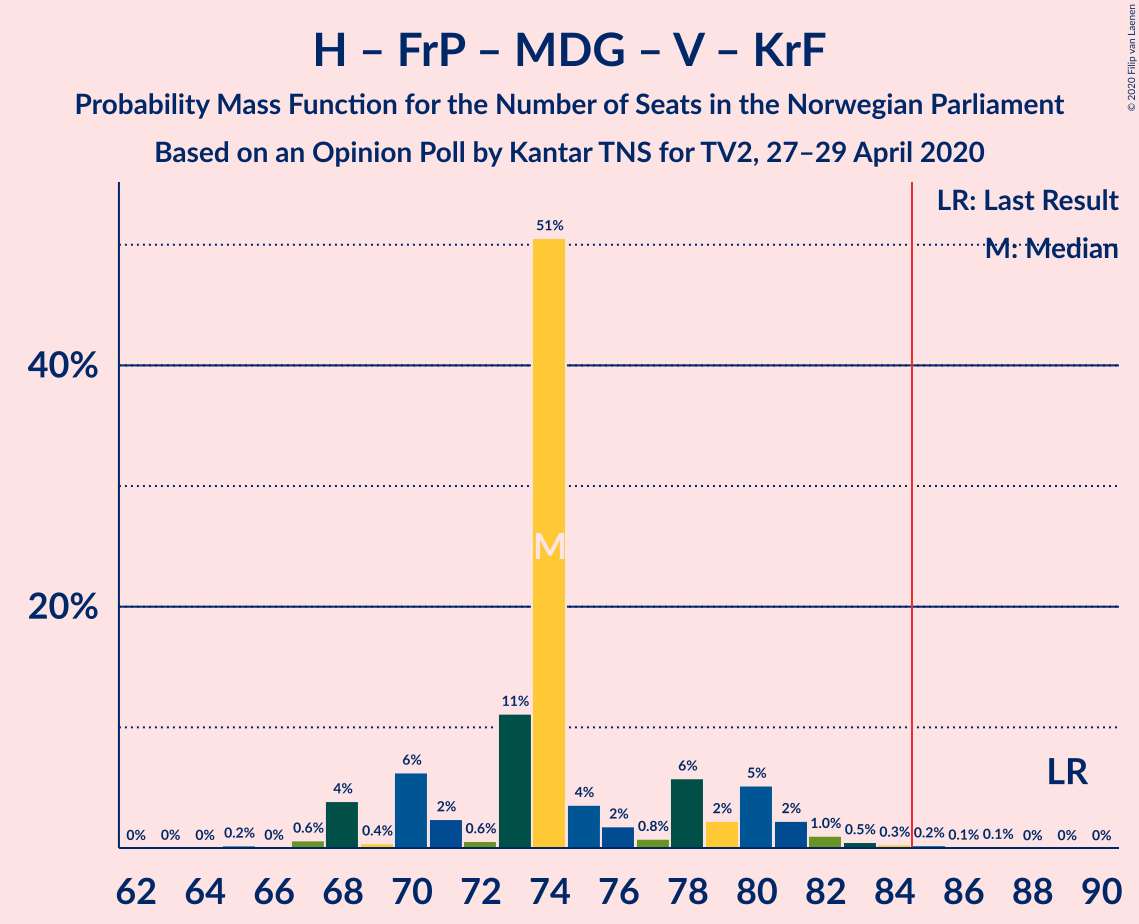 H – FrP – MDG – V – KrF
Probability Mass Function for the Number of Seats in the Norwegian Parliament
Based on an Opinion Poll by Kantar TNS for TV2, 27–29 April 2020
© 2020 Filip van Laenen
LR: Last Result
M: Median
40%
20%
0% 0% 0% 0.2% 0% 0.6% 4% 0.4% 6% 2% 0.6% 11% 51% 4% 2% 0.8% 6% 2% 5% 2% 1.0% 0.5% 0.3% 0.2% 0.1% 0.1% 0% 0% 0%
M
LR
62 64 66 68 70 72 74 76 78 80 82 84 86 88 90